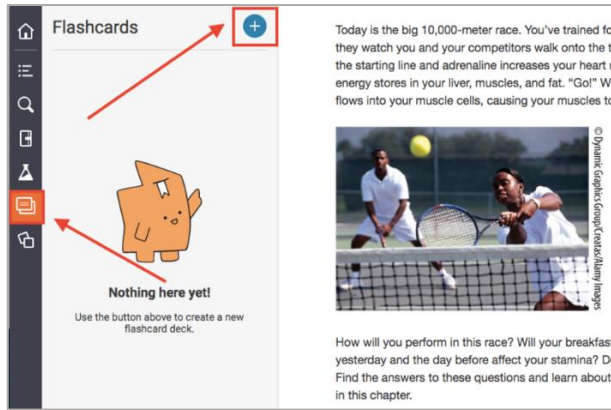 Flashcards
Nothing here yet!
Use the button above to create a new
flashcard deck.
Today is the big 10,000-meter race. You've trained
they watch you and your competitors walk onto the
the starting line and adrenaline increases your heart
energy stores in your liver, muscles, and fat. "Go!"
flows into your muscle cells, causing your muscles
© Dynamic Graphics Group/Creatas/Alamy Images
How will you perform in this race? Will your
yesterday and the day before affect your stamina?
Find the answers to these questions and learn about
in this chapter.